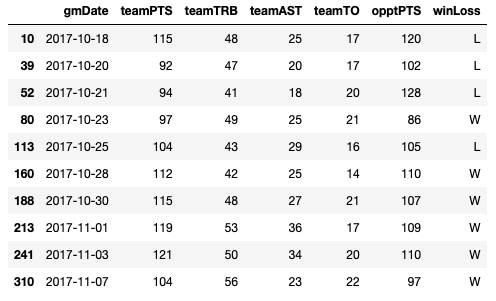 gmDate teamPTS teamTRB teamAST teamTO opptPTS winLoss
10 2017-10-18 115 48 25 17 120 L
39 2017-10-20 92 47 20 17 102 L
52 2017-10-21 94 41 18 20 128 L
80 2017-10-23 97 49 25 21 86 W
113 2017-10-25 104 43 29 16 105 L
160 2017-10-28 112 42 25 14 110 W
188 2017-10-30 115 48 27 21 107 W
213 2017-11-01 119 53 36 17 109 W
241 2017-11-03 121 50 34 20 110 W
310 2017-11-07 104 56 23 22 97 W